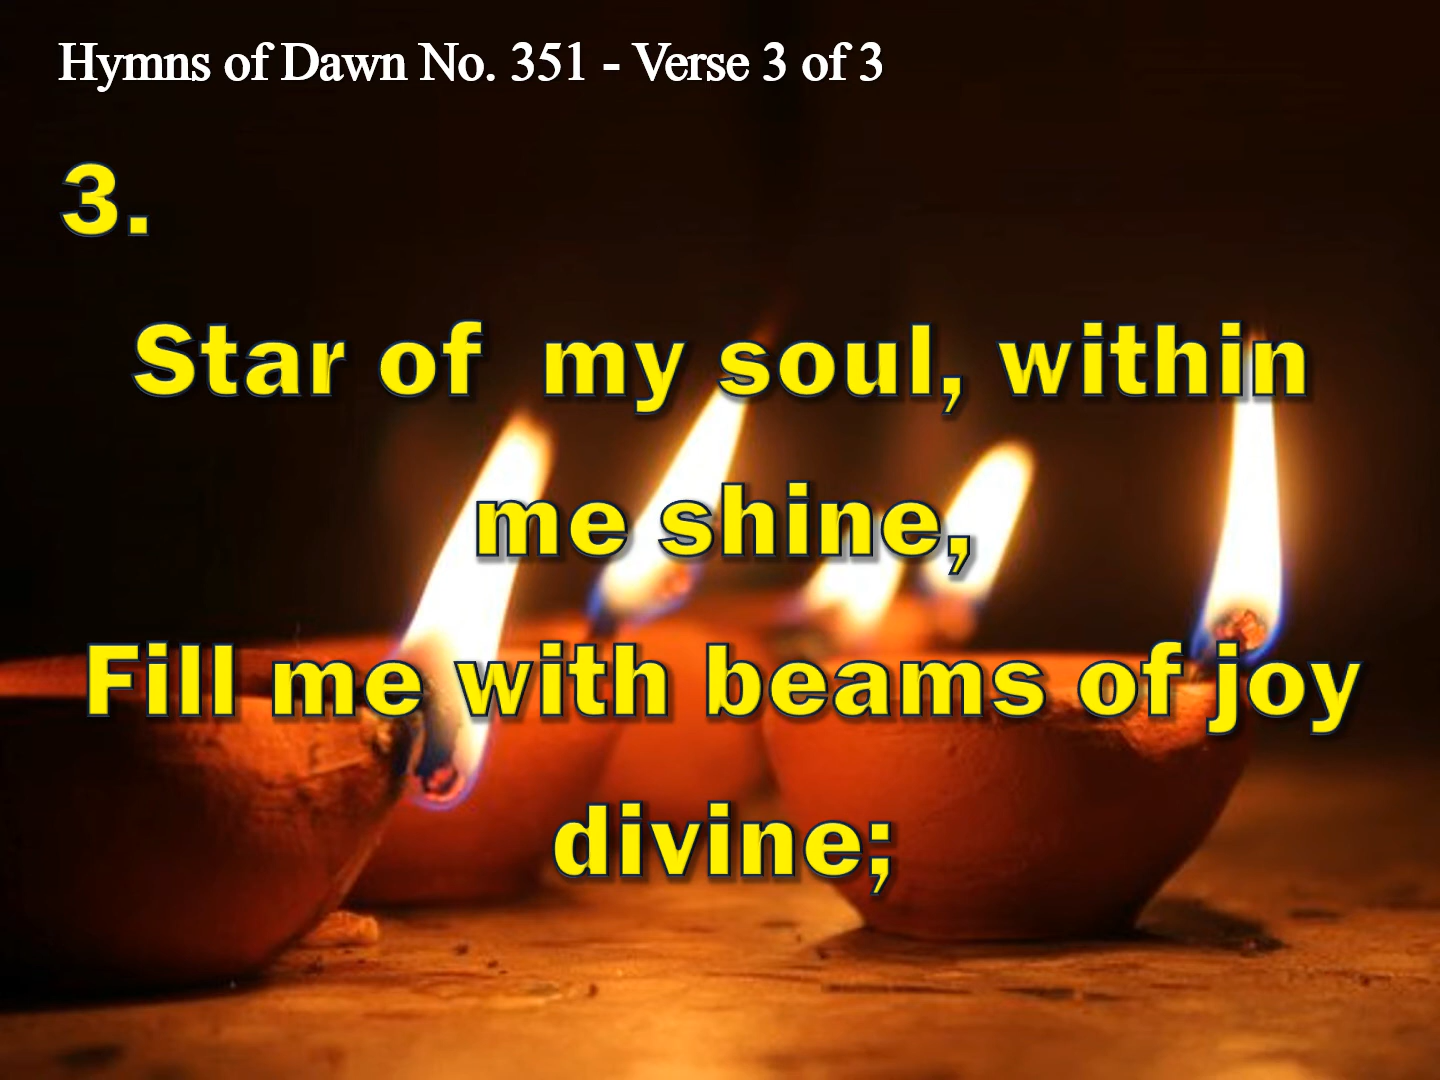 Hymns of Dawn No. 351 - Verse 3 of 3
3.
Star of  my soul, within
me shine,
Fill me with beams of joy
divine;